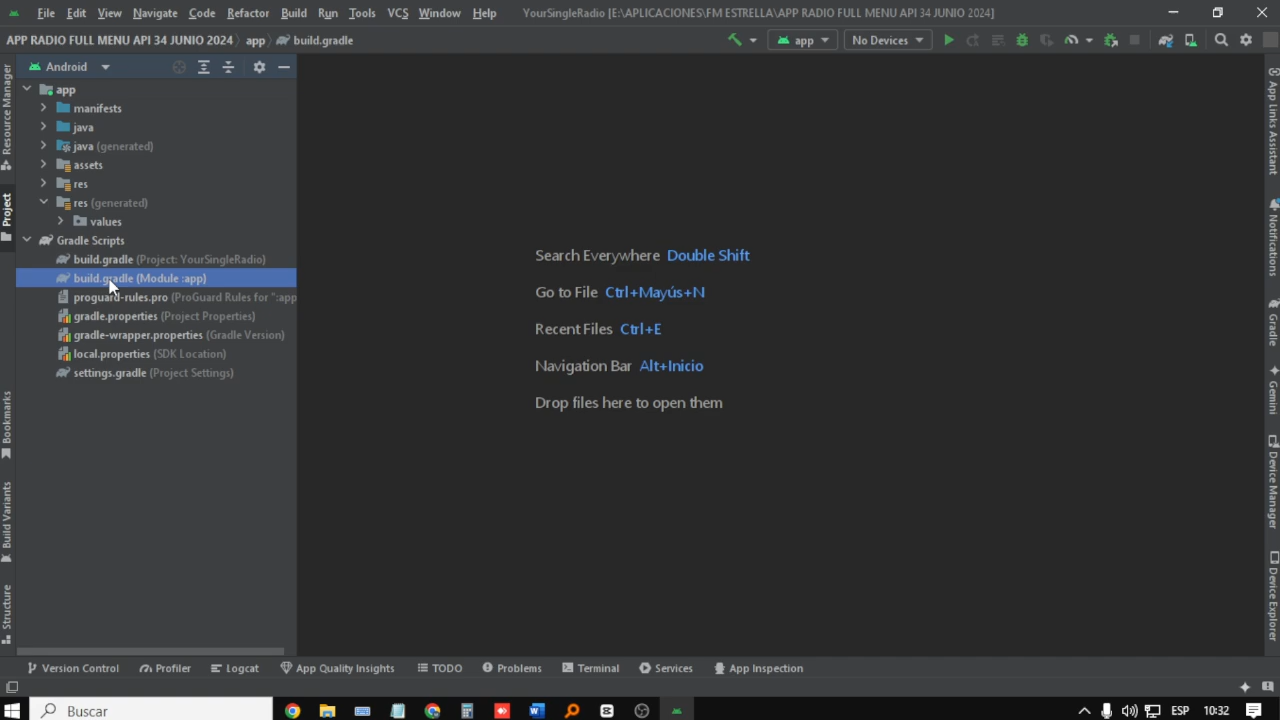 File Edit View Navigate Code Refactor Build Run Tools VCS Window Help YourSingleRadio [E:\APLICACIONES\FM ESTRELLA\APP RADIO FULL MENU API 34 JUNIO 2024]
APP RADIO FULL MENU API 34 JUNIO 2024 app build.gradle app No Devices
Android
app
manifests
java
java (generated)
assets
res
res (generated)
values
Gradle Scripts
build.gradle (Project: YourSingleRadio)
build.gradle (Module :app)
proguard-rules.pro (ProGuard Rules for ":app
gradle.properties (Project Properties)
gradle-wrapper.properties (Gradle Version)
local.properties (SDK Location)
settings.gradle (Project Settings)
Resource Manager
Project
Bookmarks
Build Variants
Structure
Search Everywhere Double Shift
Go to File Ctrl+Mayús+N
Recent Files Ctrl+E
Navigation Bar Alt+Inicio
Drop files here to open them
App Links Assistant
Notifications
Gradle
Gemini
Device Manager
Device Explorer
Version Control Profiler Logcat App Quality Insights TODO Problems Terminal Services App Inspection
Buscar ESP 10:32